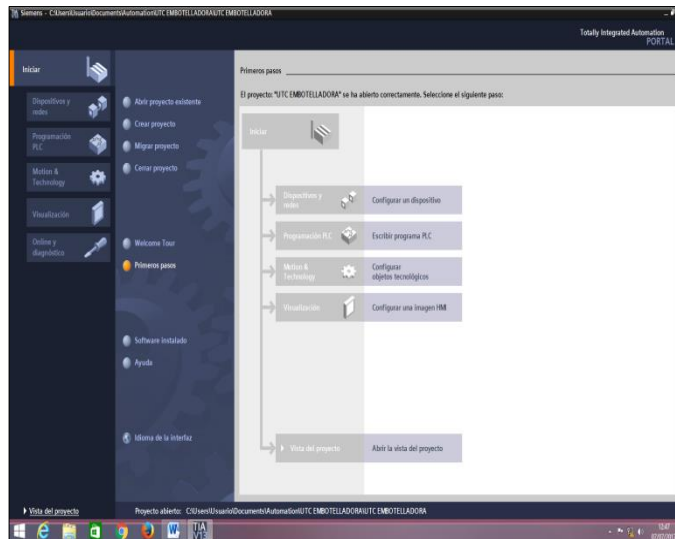 Siemens - C:\Users\Usuario\Documents\Automation\UTC EMBOTELLADORA\UTC EMBOTELLADORA
Totally Integrated Automation
PORTAL
Iniciar
Dispositivos y
redes
Programación
PLC
Motion &
Technology
Visualización
Online y
diagnóstico
Abrir proyecto existente
Crear proyecto
Migrar proyecto
Cerrar proyecto
Welcome Tour
Primeros pasos
Software instalado
Ayuda
Idioma de la interfaz
Primeros pasos
El proyecto: "UTC EMBOTELLADORA" se ha abierto correctamente. Seleccione el siguiente paso:
Iniciar
Dispositivos y
redes
Configurar un dispositivo
Programación PLC
Escribir programa PLC
Motion &
Technology
Configurar
objetos tecnológicos
Visualización
Configurar una imagen HMI
Vista del proyecto
Abrir la vista del proyecto
Vista del proyecto
Proyecto abierto: C:\Users\Usuario\Documents\Automation\UTC EMBOTELLADORA\UTC EMBOTELLADORA
TIA
12:47